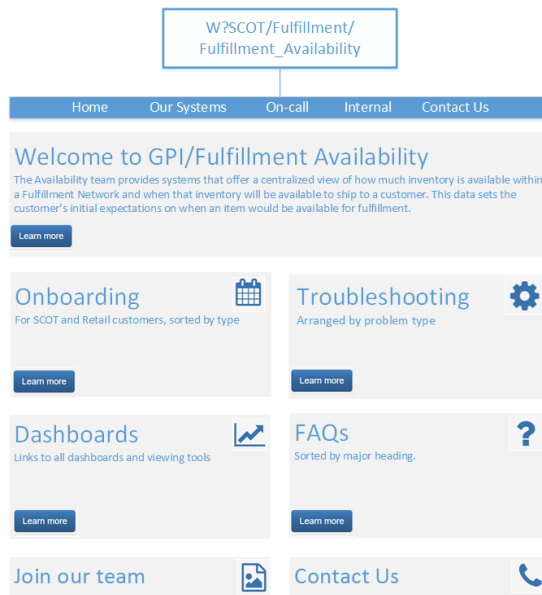 W?SCOT/Fulfillment/
Fulfillment_Availability
Home Our Systems On-call Internal Contact Us
Welcome to GPI/Fulfillment Availability
The Availability team provides systems that offer a centralized view of how much inventory is available within
a Fulfillment Network and when that inventory will be available to ship to a customer. This data sets the
customer's initial expectations on when an item would be available for fulfillment.
Learn more
Onboarding
For SCOT and Retail customers, sorted by type
Learn more
Troubleshooting
Arranged by problem type
Learn more
Dashboards
Links to all dashboards and viewing tools
Learn more
FAQs
Sorted by major heading.
Learn more
Join our team
Contact Us